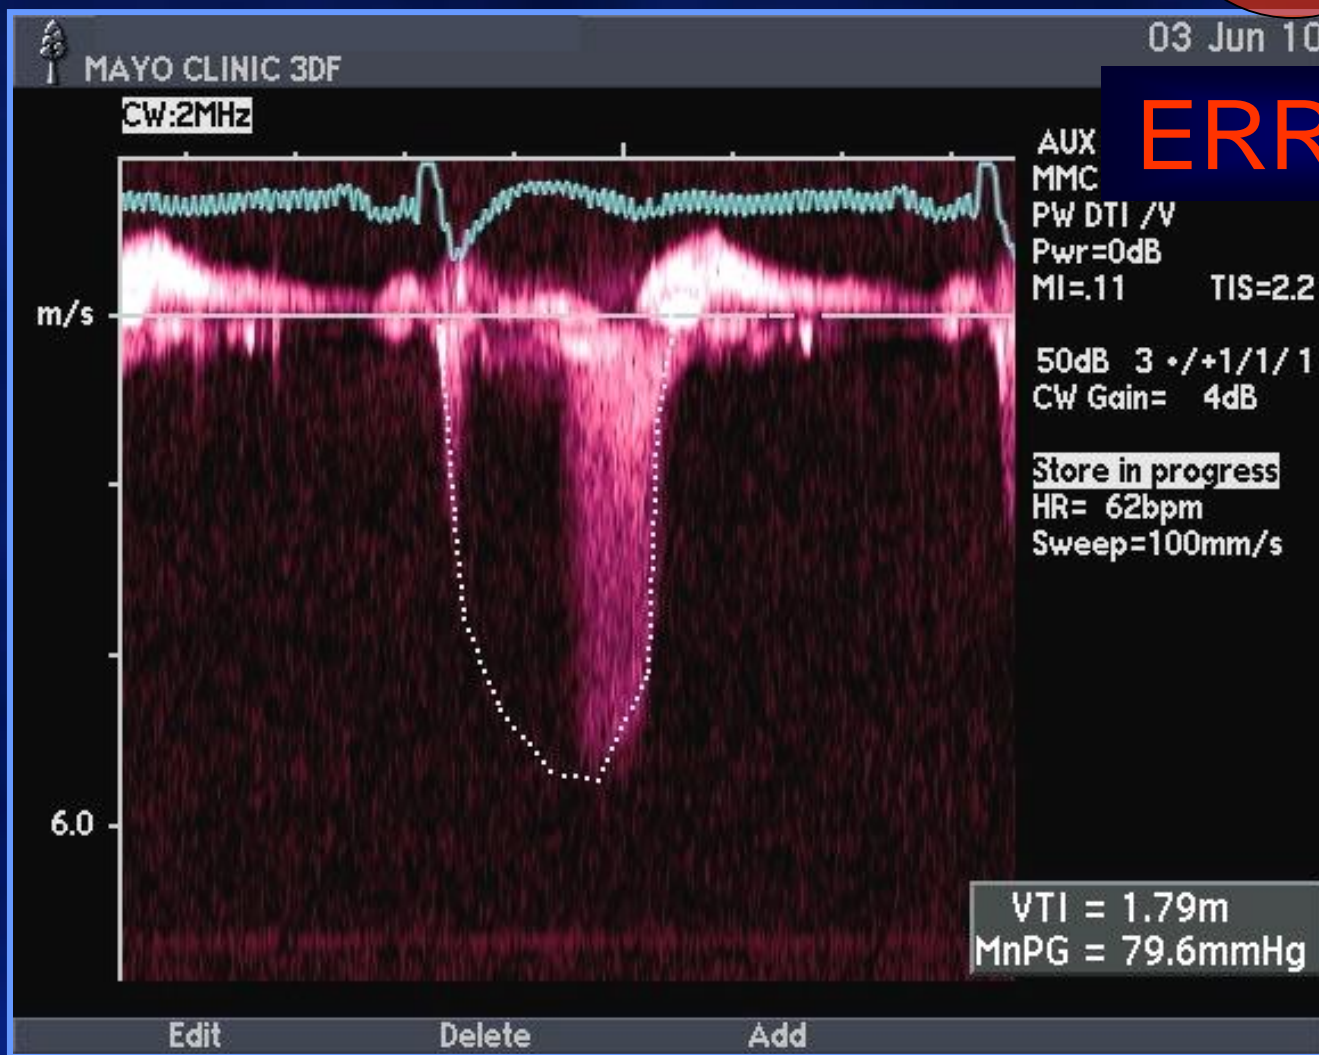 03 Jun 10
MAYO CLINIC 3DF
CW:2MHz
ERR
AUX
MMC
PW DTI /V
Pwr=0dB
MI=.11 TIS=2.2
m/s
50dB 3 •/+1/1/ 1
CW Gain= 4dB
Store in progress
HR= 62bpm
Sweep=100mm/s
6.0
VTI = 1.79m
MnPG = 79.6mmHg
Edit Delete Add